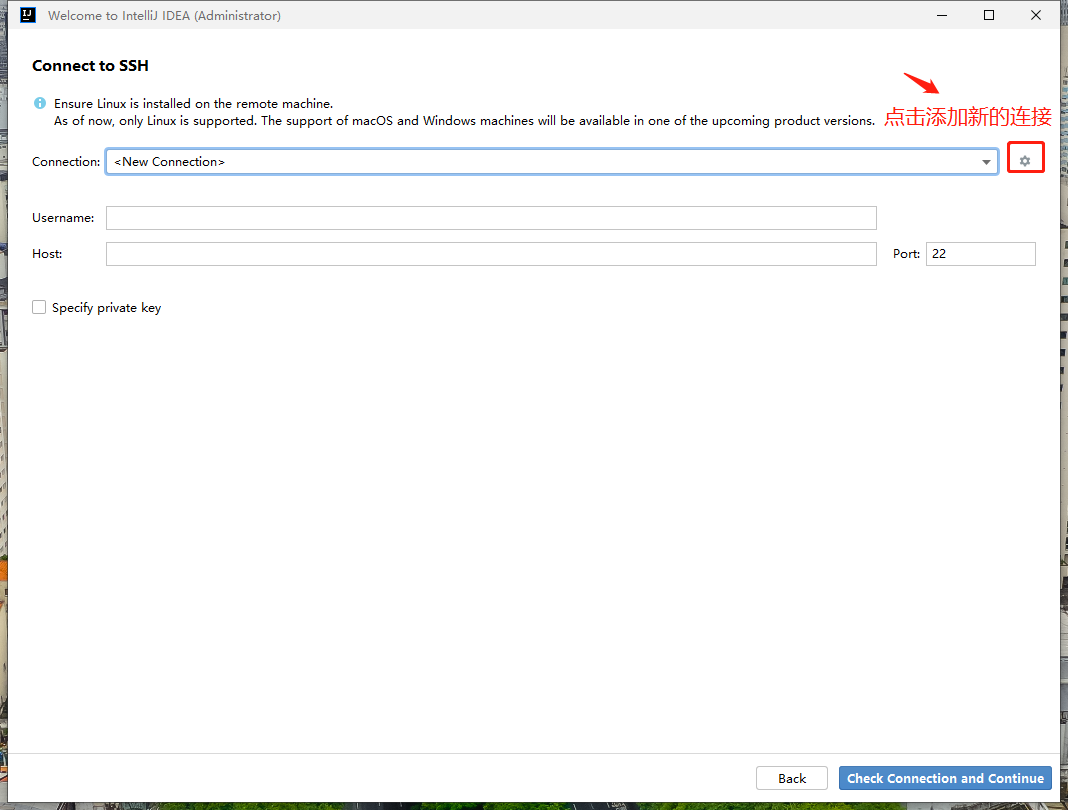 Welcome to IntelliJ IDEA (Administrator)
Connect to SSH
Ensure Linux is installed on the remote machine.
As of now, only Linux is supported. The support of macOS and Windows machines will be available in one of the upcoming product versions.
点击添加新的连接
Connection: <New Connection>
Username:
Host:
Port: 22
Specify private key
Back
Check Connection and Continue